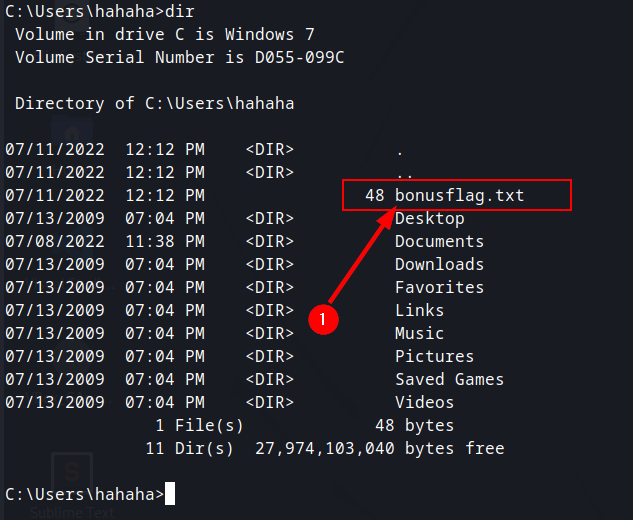 C:\Users\hahaha>dir
Volume in drive C is Windows 7
Volume Serial Number is D055-099C
Directory of C:\Users\hahaha
07/11/2022  12:12 PM    <DIR>          .
07/11/2022  12:12 PM    <DIR>          ..
07/11/2022  12:12 PM                48 bonusflag.txt
07/13/2009  07:04 PM    <DIR>          Desktop
07/08/2022  11:38 PM    <DIR>          Documents
07/13/2009  07:04 PM    <DIR>          Downloads
07/13/2009  07:04 PM    <DIR>          Favorites
07/13/2009  07:04 PM    <DIR>          Links
1
07/13/2009  07:04 PM    <DIR>          Music
07/13/2009  07:04 PM    <DIR>          Pictures
07/13/2009  07:04 PM    <DIR>          Saved Games
07/13/2009  07:04 PM    <DIR>          Videos
1 File(s)             48 bytes
11 Dir(s)  27,974,103,040 bytes free
C:\Users\hahaha>
S
Sublime Text